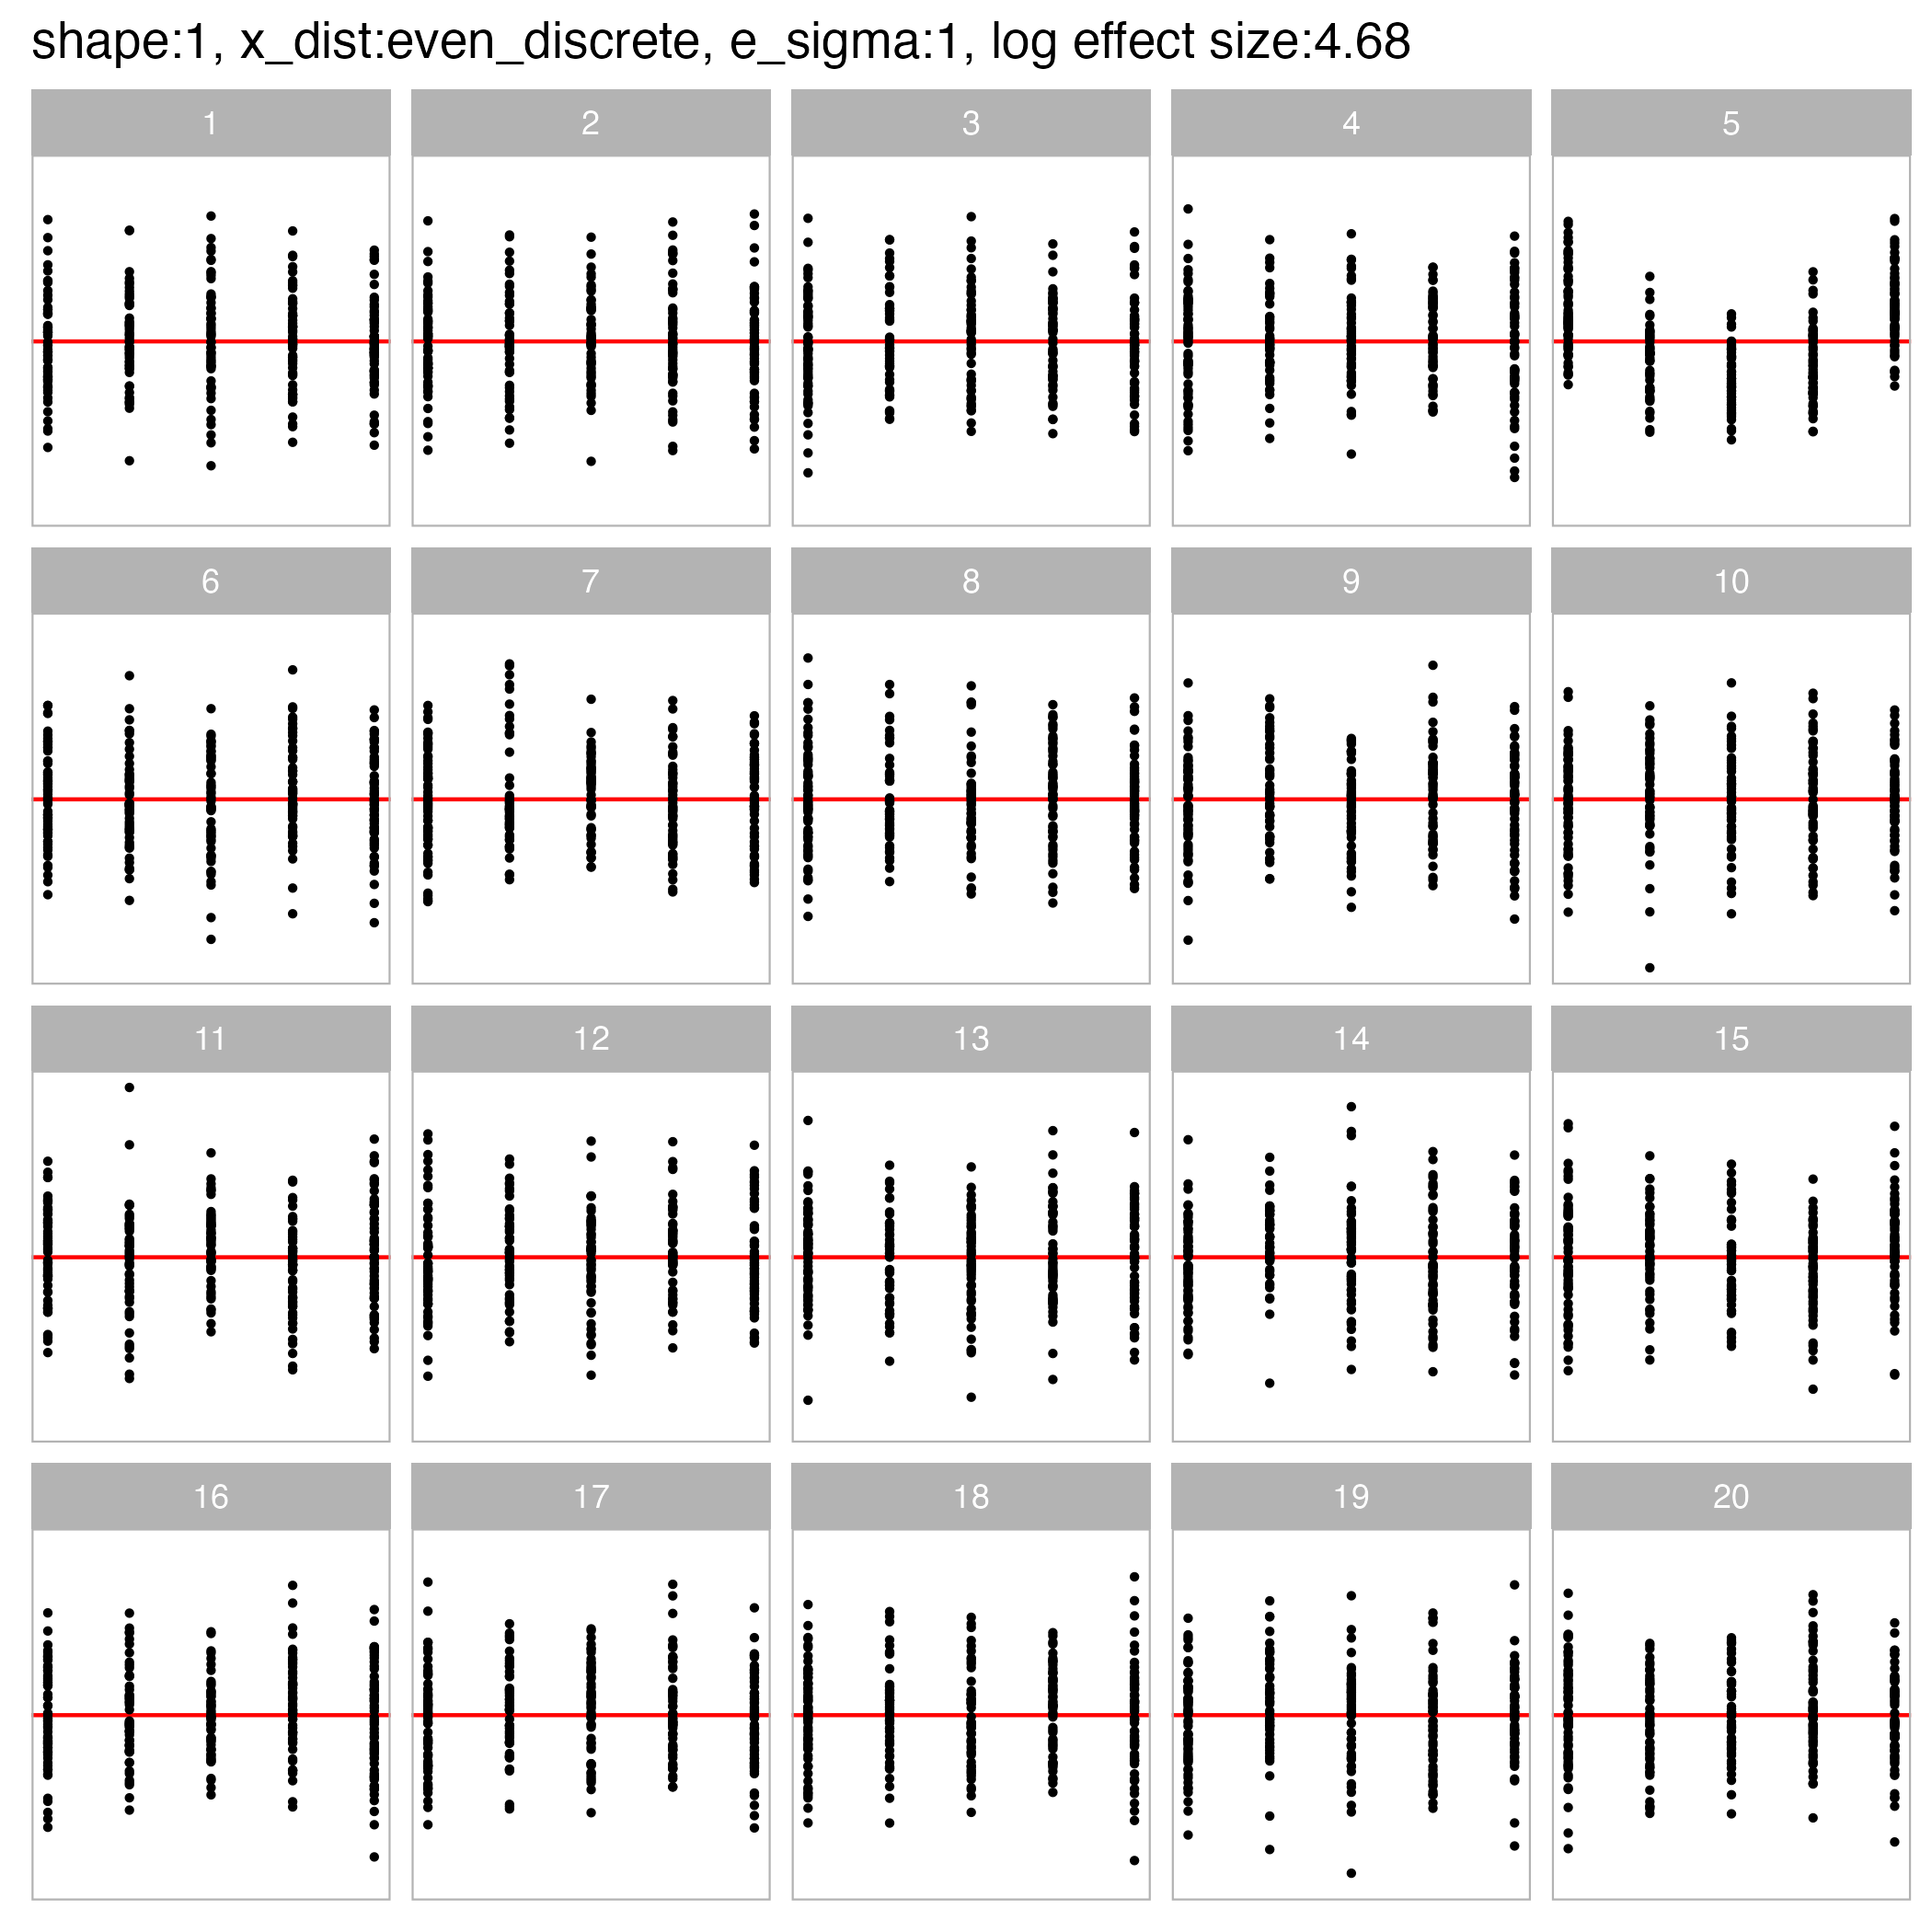 shape:1, x_dist:even_discrete, e_sigma:1, log effect size:4.68
1 2 3 4 5
6 7 8 9 10
11 12 13 14 15
16 17 18 19 20